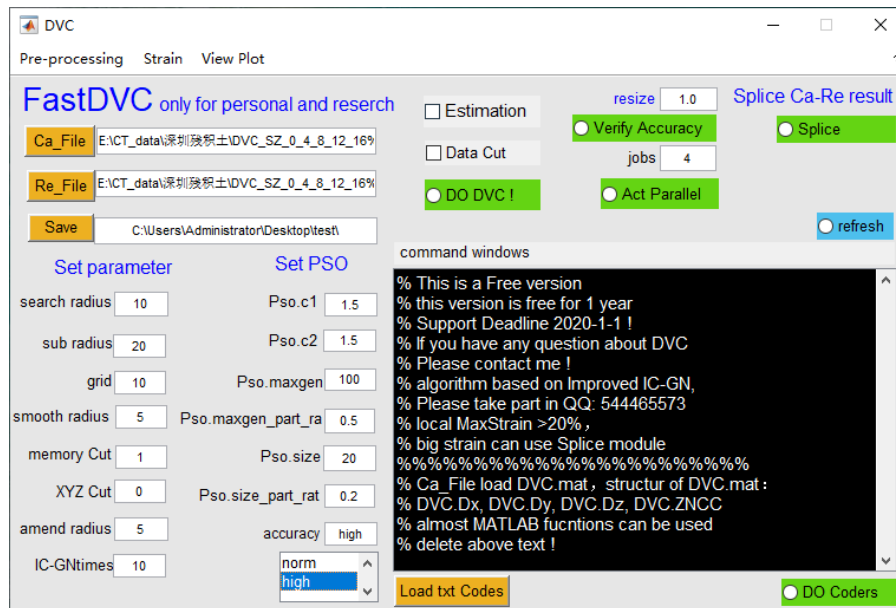 DVC
Pre-processing Strain View Plot
FastDVC only for personal and reserch
Ca_File E:\CT_data\深圳残积土\DVC_SZ_0_4_8_12_16%
Re_File E:\CT_data\深圳残积土\DVC_SZ_0_4_8_12_16%
Save C:\Users\Administrator\Desktop\test\
Estimation
Data Cut
DO DVC !
resize 1.0
Verify Accuracy
jobs 4
Act Parallel
Splice Ca-Re result
Splice
refresh
Set parameter
search radius 10
sub radius 20
grid 10
smooth radius 5
memory Cut 1
XYZ Cut 0
amend radius 5
IC-GNtimes 10
Set PSO
Pso.c1 1.5
Pso.c2 1.5
Pso.maxgen 100
Pso.maxgen_part_ra 0.5
Pso.size 20
Pso.size_part_rat 0.2
accuracy high
norm
high
command windows
% This is a Free version
% this version is free for 1 year
% Support Deadline 2020-1-1 !
% If you have any question about DVC
% Please contact me !
% algorithm based on Improved IC-GN,
% Please take part in QQ: 544465573
% local MaxStrain >20%，
% big strain can use Splice module
%%%%%%%%%%%%%%%%%%%%%%%
% Ca_File load DVC.mat，structur of DVC.mat：
% DVC.Dx, DVC.Dy, DVC.Dz, DVC.ZNCC
% almost MATLAB fucntions can be used
% delete above text !
Load txt Codes
DO Coders